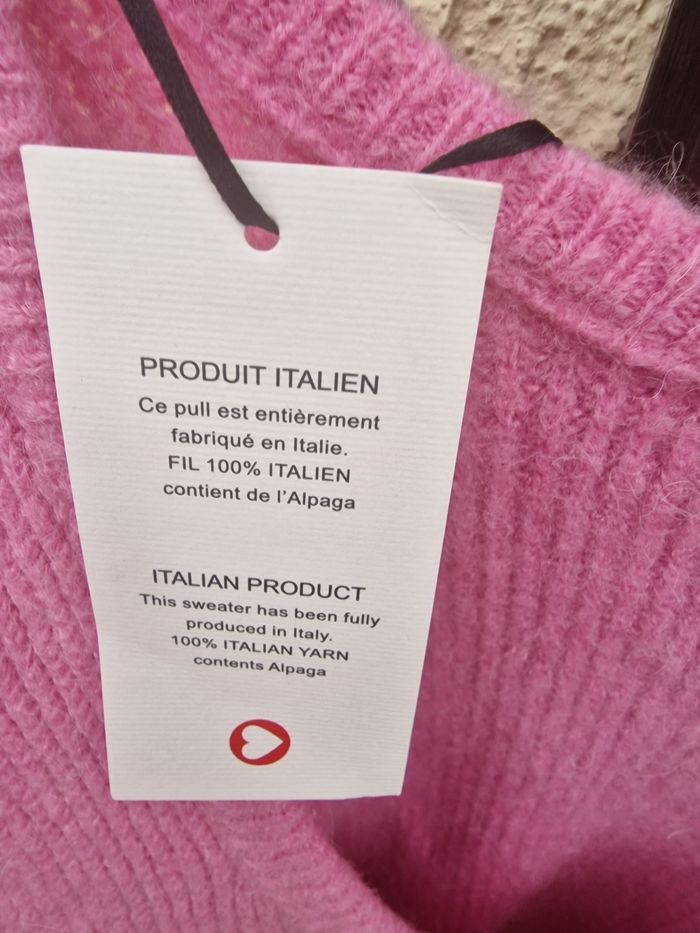 PRODUIT ITALIEN
Ce pull est entièrement
fabriqué en Italie.
FIL 100% ITALIEN
contient de l'Alpaga
ITALIAN PRODUCT
This sweater has been fully
produced in Italy.
100% ITALIAN YARN
contents Alpaga